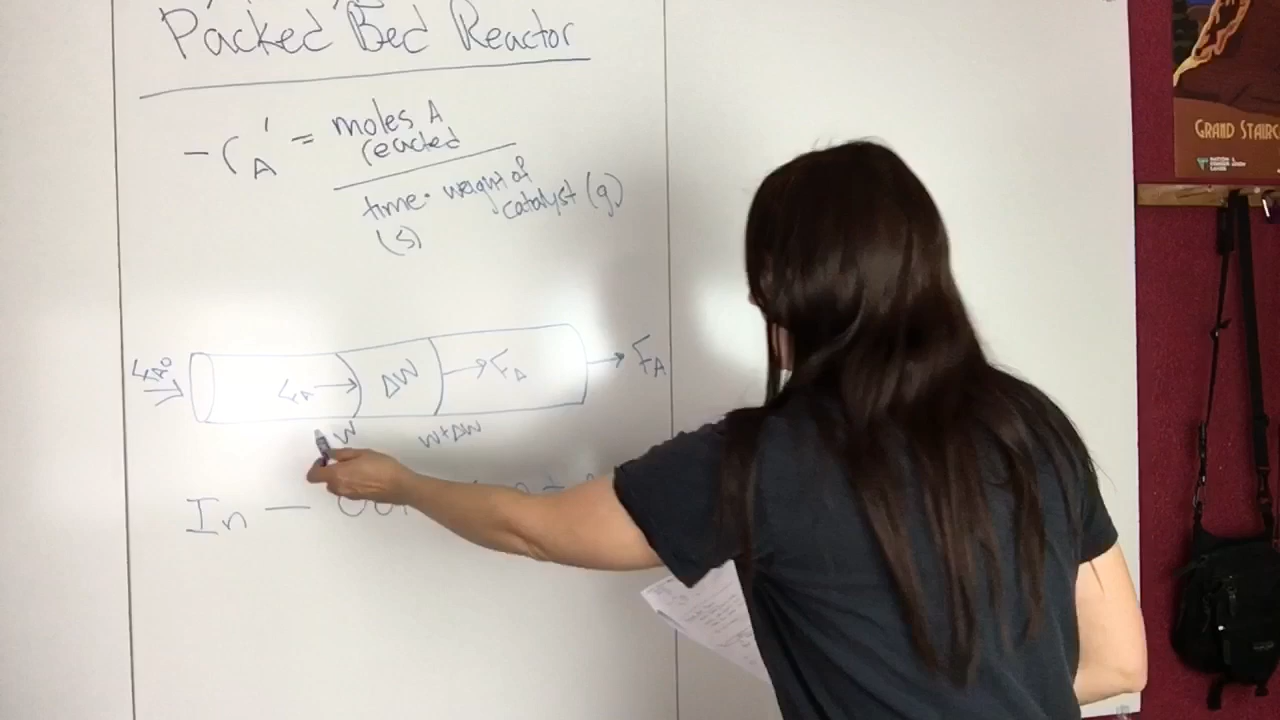 Packed Bed Reactor
- r_A' = moles A
reacted
time · weight of
catalyst (g)
(s)
F_A0
F_A
ΔW
F_A
F_A
W
W+ΔW
In -
GRAND STAIRC